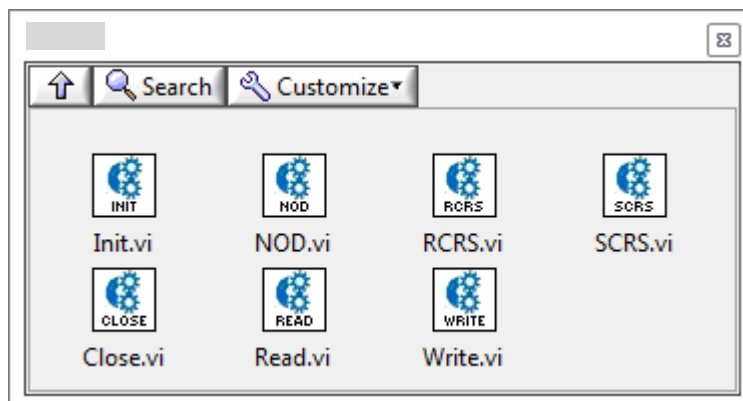 Search Customize
INIT NOD RCRS SCRS
Init.vi NOD.vi RCRS.vi SCRS.vi
CLOSE READ WRITE
Close.vi Read.vi Write.vi